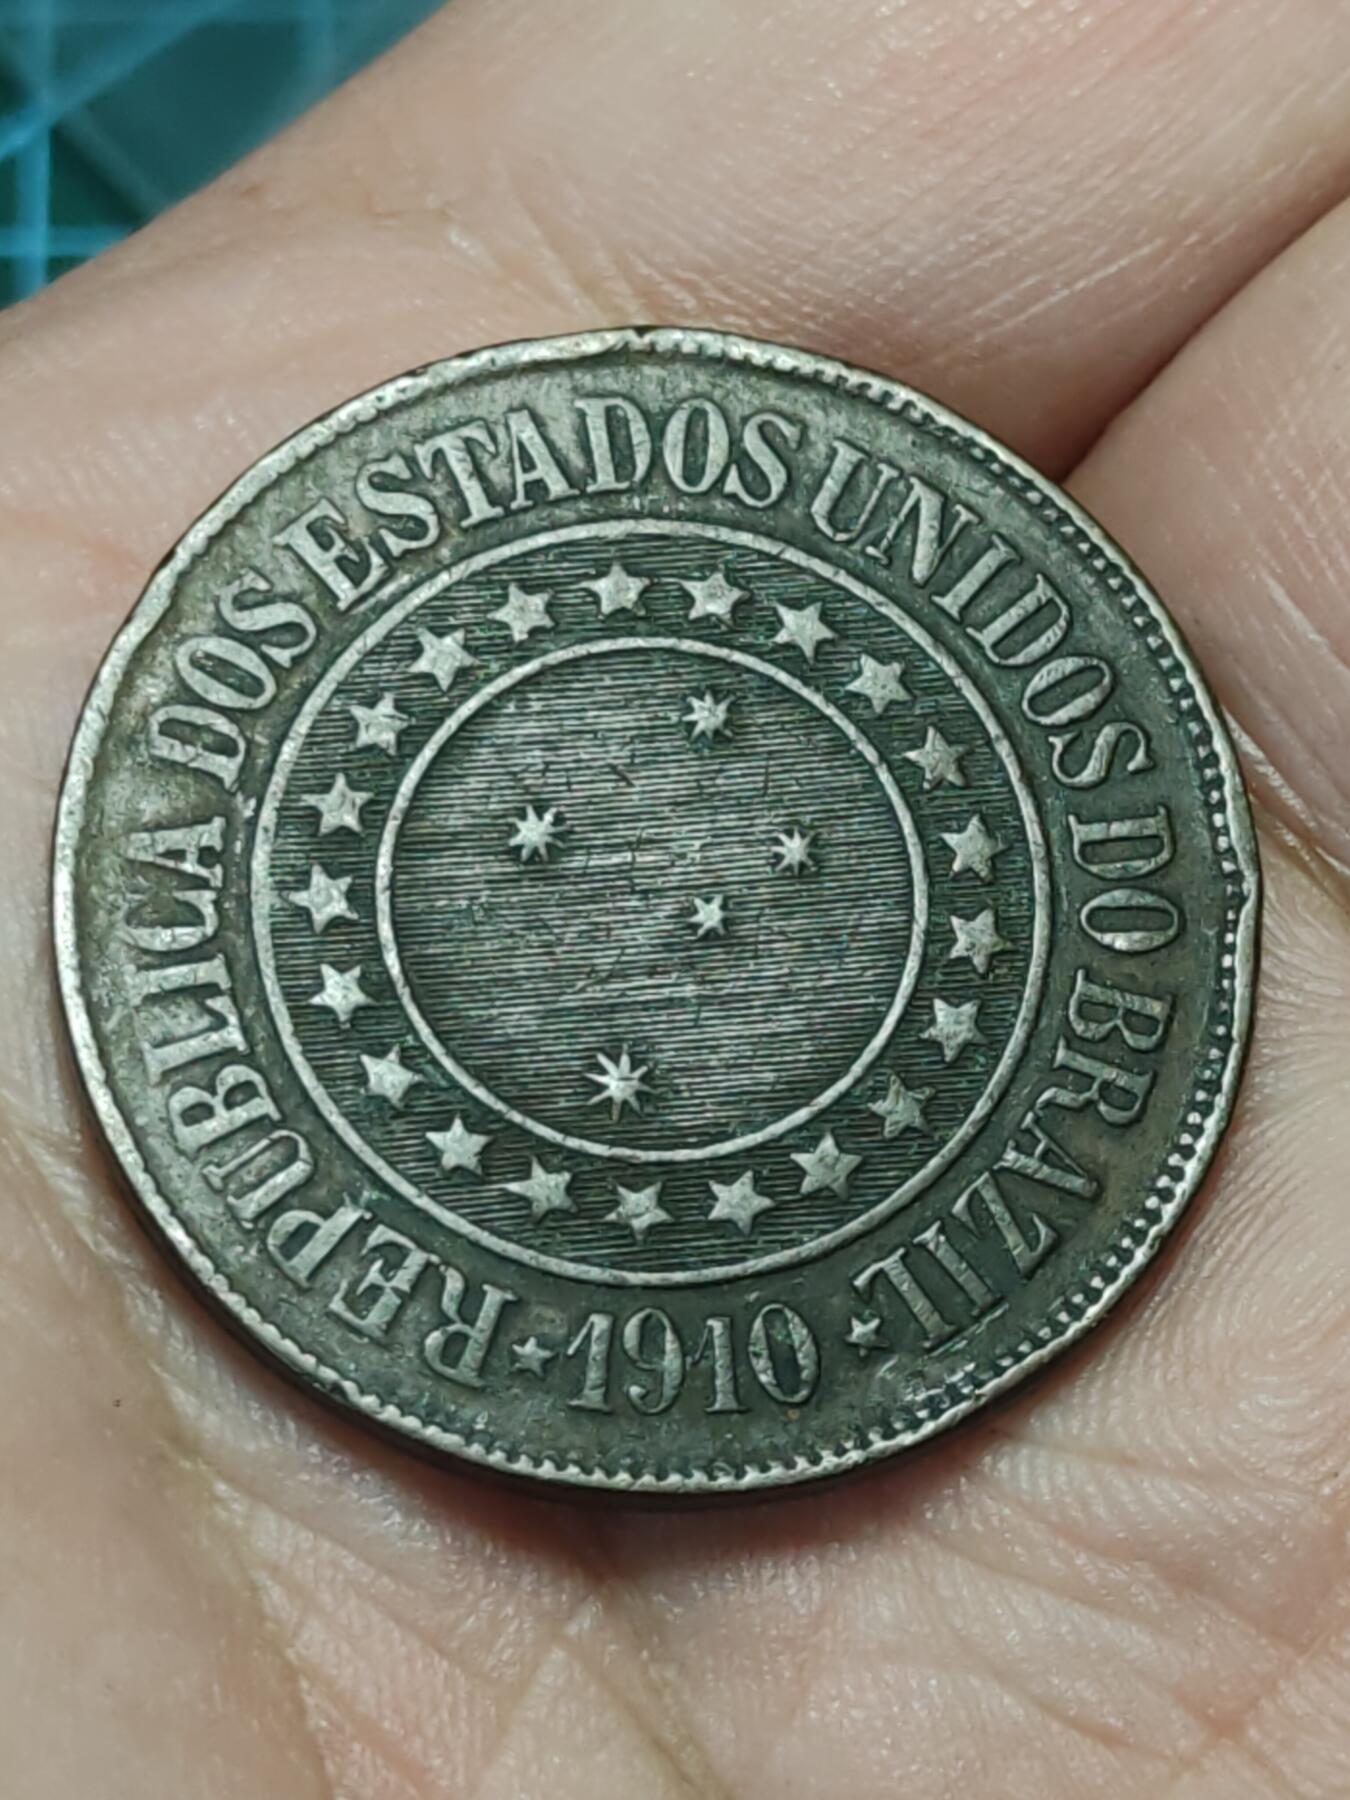 REPUBLICA DOS ESTADOS UNIDOS DO BRAZIL
1910